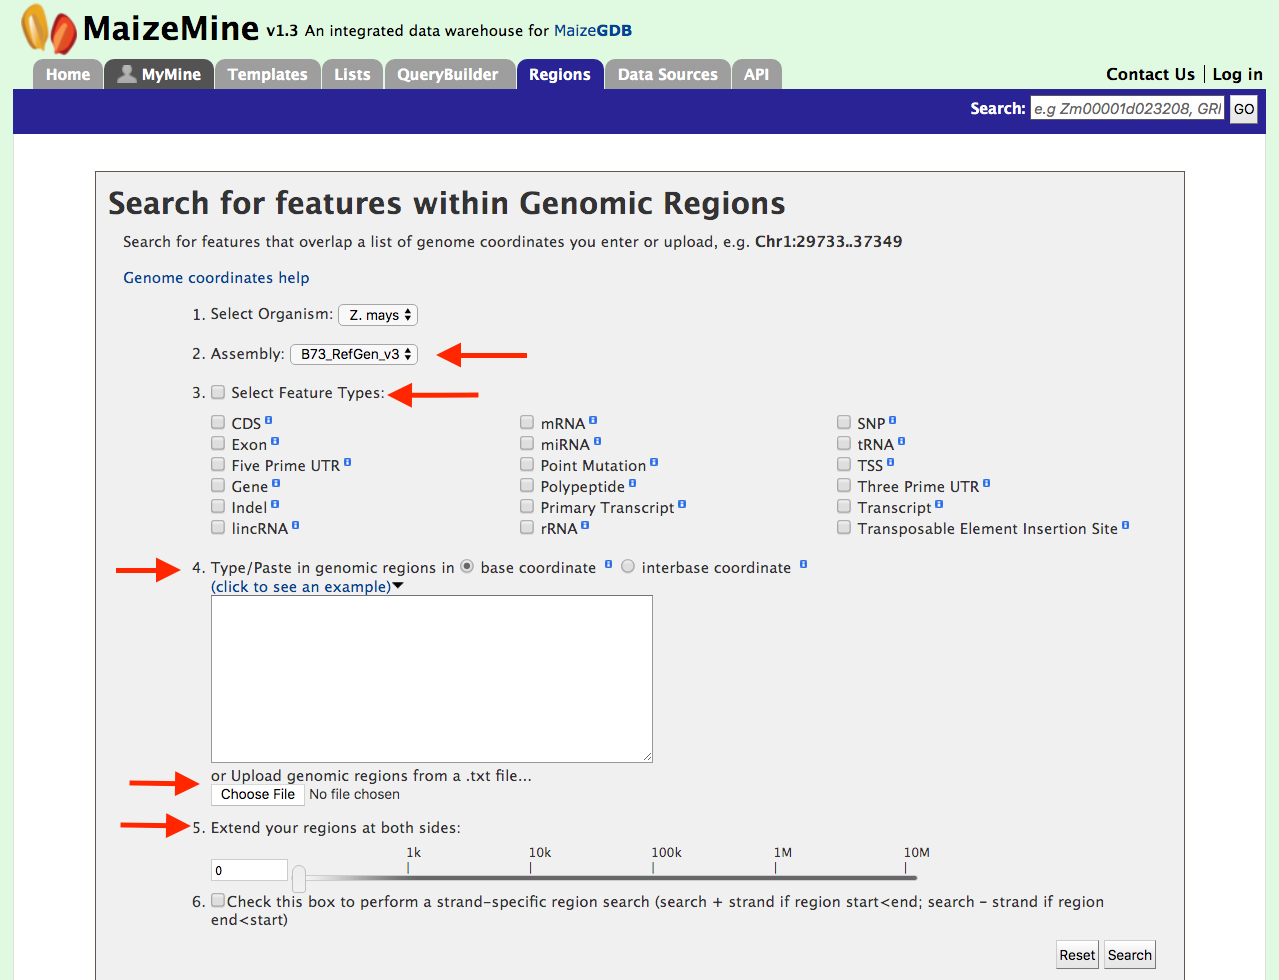 MaizeMine v1.3 An integrated data warehouse for MaizeGDB
Home MyMine Templates Lists QueryBuilder Regions Data Sources API Contact Us | Log in
Search: e.g Zm00001d023208, GRI GO
Search for features within Genomic Regions
Search for features that overlap a list of genome coordinates you enter or upload, e.g. Chr1:29733..37349
Genome coordinates help
1. Select Organism: Z. mays
2. Assembly: B73_RefGen_v3
3. Select Feature Types:
CDS mRNA SNP
Exon miRNA tRNA
Five Prime UTR Point Mutation TSS
Gene Polypeptide Three Prime UTR
Indel Primary Transcript Transcript
lincRNA rRNA Transposable Element Insertion Site
4. Type/Paste in genomic regions in base coordinate interbase coordinate
(click to see an example)
or Upload genomic regions from a .txt file...
Choose File No file chosen
5. Extend your regions at both sides:
1k 10k 100k 1M 10M
0
6. Check this box to perform a strand-specific region search (search + strand if region start<end; search - strand if region
end<start)
Reset Search